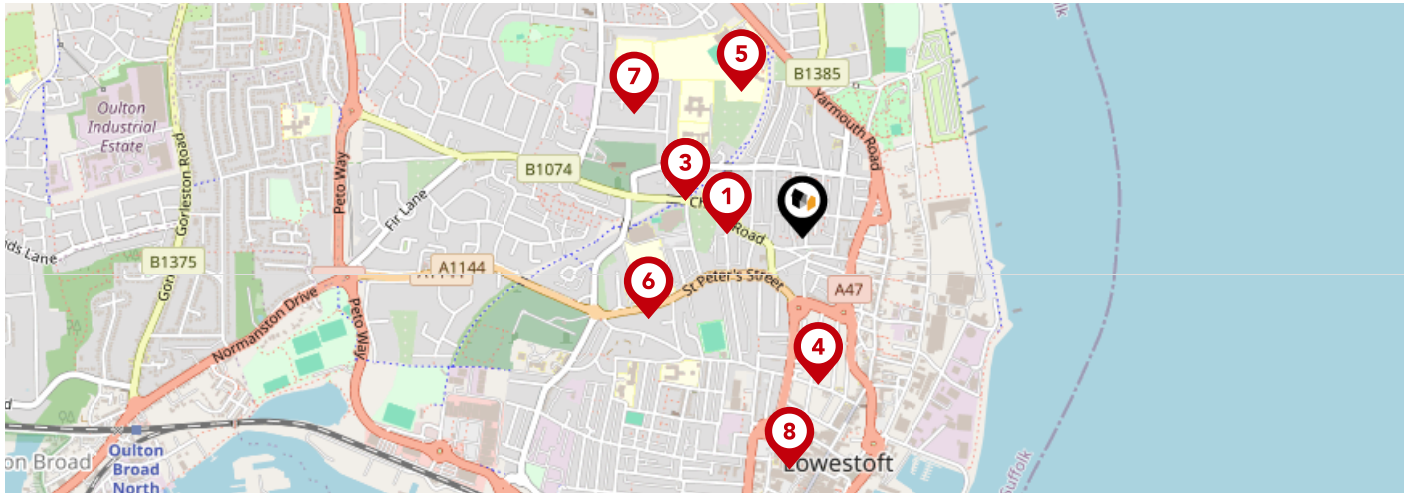 folk
5
7
B1385
Oulton
Industrial
Estate
Yarmouth Road
Gorleston Road
Peto Way
3
B1074
1
Fir Lane
Road
ds Lane
B1375
A1144
6
St Peter's Street
A47
Normanston Drive
Peto Way
4
8
Lowestoft
on Broad
Oulton
Broad
North
Suffolk